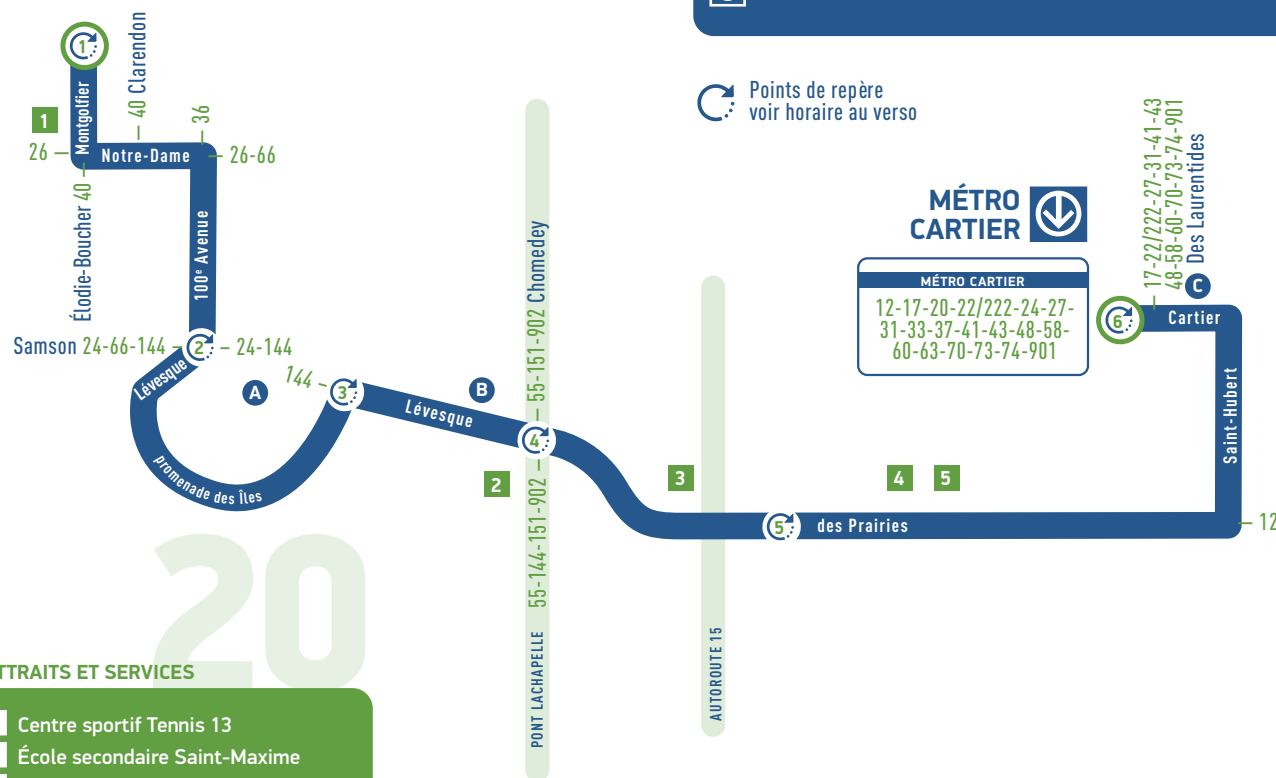 1
Montgolfier
40 Clarendon
36
1
26
Notre-Dame
26-66
Élodie-Boucher 40
100e Avenue
Samson 24-66-144
2
24-144
Lévesque
A
144
3
promenade des Îles
Lévesque
B
55-151-902 Chomedey
4
2
55-144-151-902
PONT LACHAPELLE
Points de repère
voir horaire au verso
MÉTRO
CARTIER
MÉTRO CARTIER
12-17-20-22/222-24-27-
31-33-37-41-43-48-58-
60-63-70-73-74-901
17-22/222-27-31-41-43
48-58-60-70-73-74-901
Des Laurentides
C
6
Cartier
Saint-Hubert
3
4
5
5
des Prairies
12
AUTOROUTE 15
20
TTRAITS ET SERVICES
Centre sportif Tennis 13
École secondaire Saint-Maxime